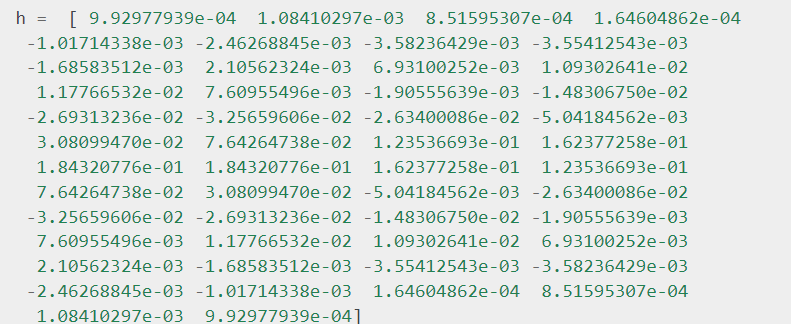 h =  [ 9.92977939e-04  1.08410297e-03  8.51595307e-04  1.64604862e-04
-1.01714338e-03 -2.46268845e-03 -3.58236429e-03 -3.55412543e-03
-1.68583512e-03  2.10562324e-03  6.93100252e-03  1.09302641e-02
1.17766532e-02  7.60955496e-03 -1.90555639e-03 -1.48306750e-02
-2.69313236e-02 -3.25659606e-02 -2.63400086e-02 -5.04184562e-03
3.08099470e-02  7.64264738e-02  1.23536693e-01  1.62377258e-01
1.84320776e-01  1.84320776e-01  1.62377258e-01  1.23536693e-01
7.64264738e-02  3.08099470e-02 -5.04184562e-03 -2.63400086e-02
-3.25659606e-02 -2.69313236e-02 -1.48306750e-02 -1.90555639e-03
7.60955496e-03  1.17766532e-02  1.09302641e-02  6.93100252e-03
2.10562324e-03 -1.68583512e-03 -3.55412543e-03 -3.58236429e-03
-2.46268845e-03 -1.01714338e-03  1.64604862e-04  8.51595307e-04
1.08410297e-03  9.92977939e-04]